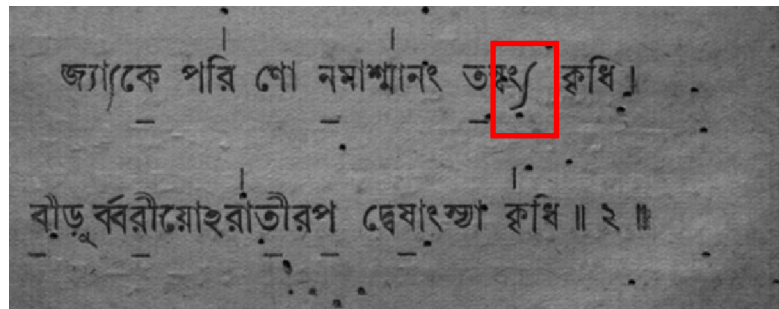 জ্যাকে পরি ণো নমাশ্মানং তন্বং কৃধি ।
বীড়ুর্ব্বরীয়োঽরাতীরপ দ্বেষাংস্যা কৃধি ॥ ২ ॥